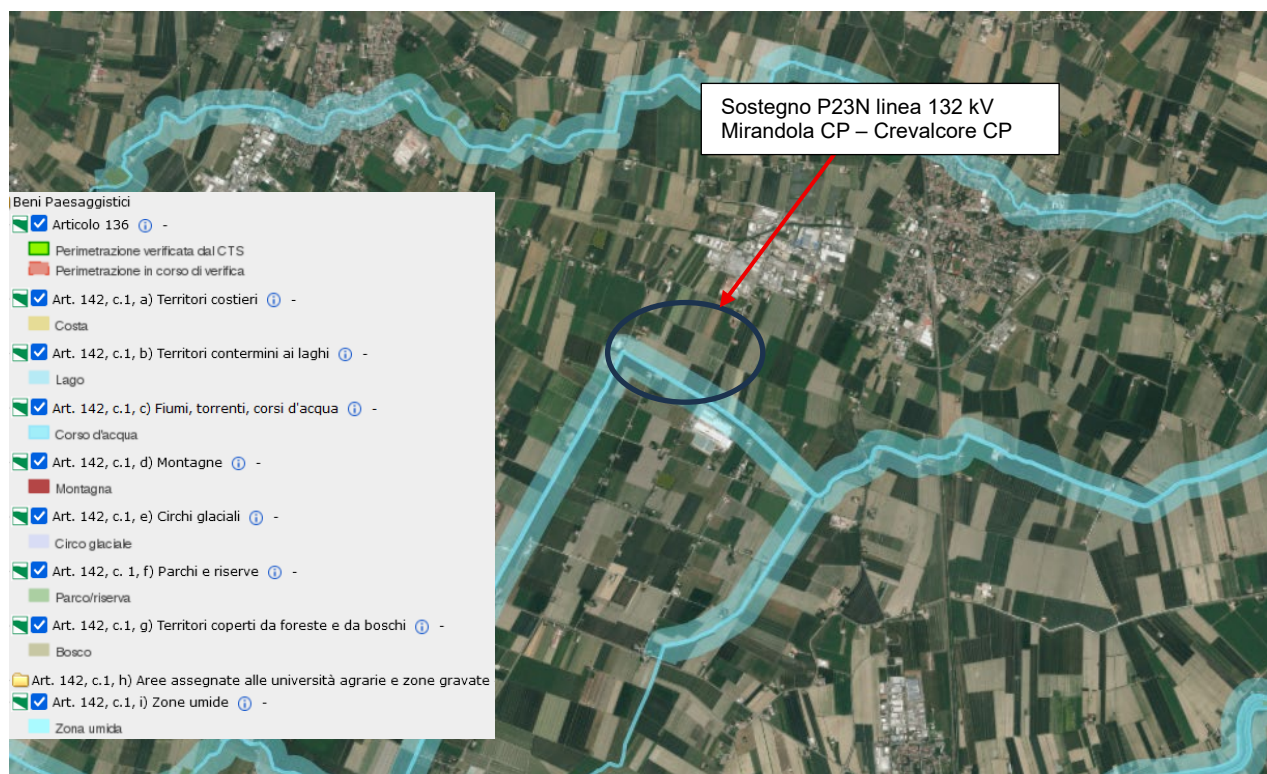 Sostegno P23N linea 132 kV
Mirandola CP – Crevalcore CP
Beni Paesaggistici
Articolo 136 -
Perimetrazione verificata dal CTS
Perimetrazione in corso di verifica
Art. 142, c.1, a) Territori costieri -
Costa
Art. 142, c.1, b) Territori contermini ai laghi -
Lago
Art. 142, c.1, c) Fiumi, torrenti, corsi d'acqua -
Corso d'acqua
Art. 142, c.1, d) Montagne -
Montagna
Art. 142, c.1, e) Circhi glaciali -
Circo glaciale
Art. 142, c. 1, f) Parchi e riserve -
Parco/riserva
Art. 142, c.1, g) Territori coperti da foreste e da boschi -
Bosco
Art. 142, c.1, h) Aree assegnate alle università agrarie e zone gravate
Art. 142, c.1, i) Zone umide -
Zona umida